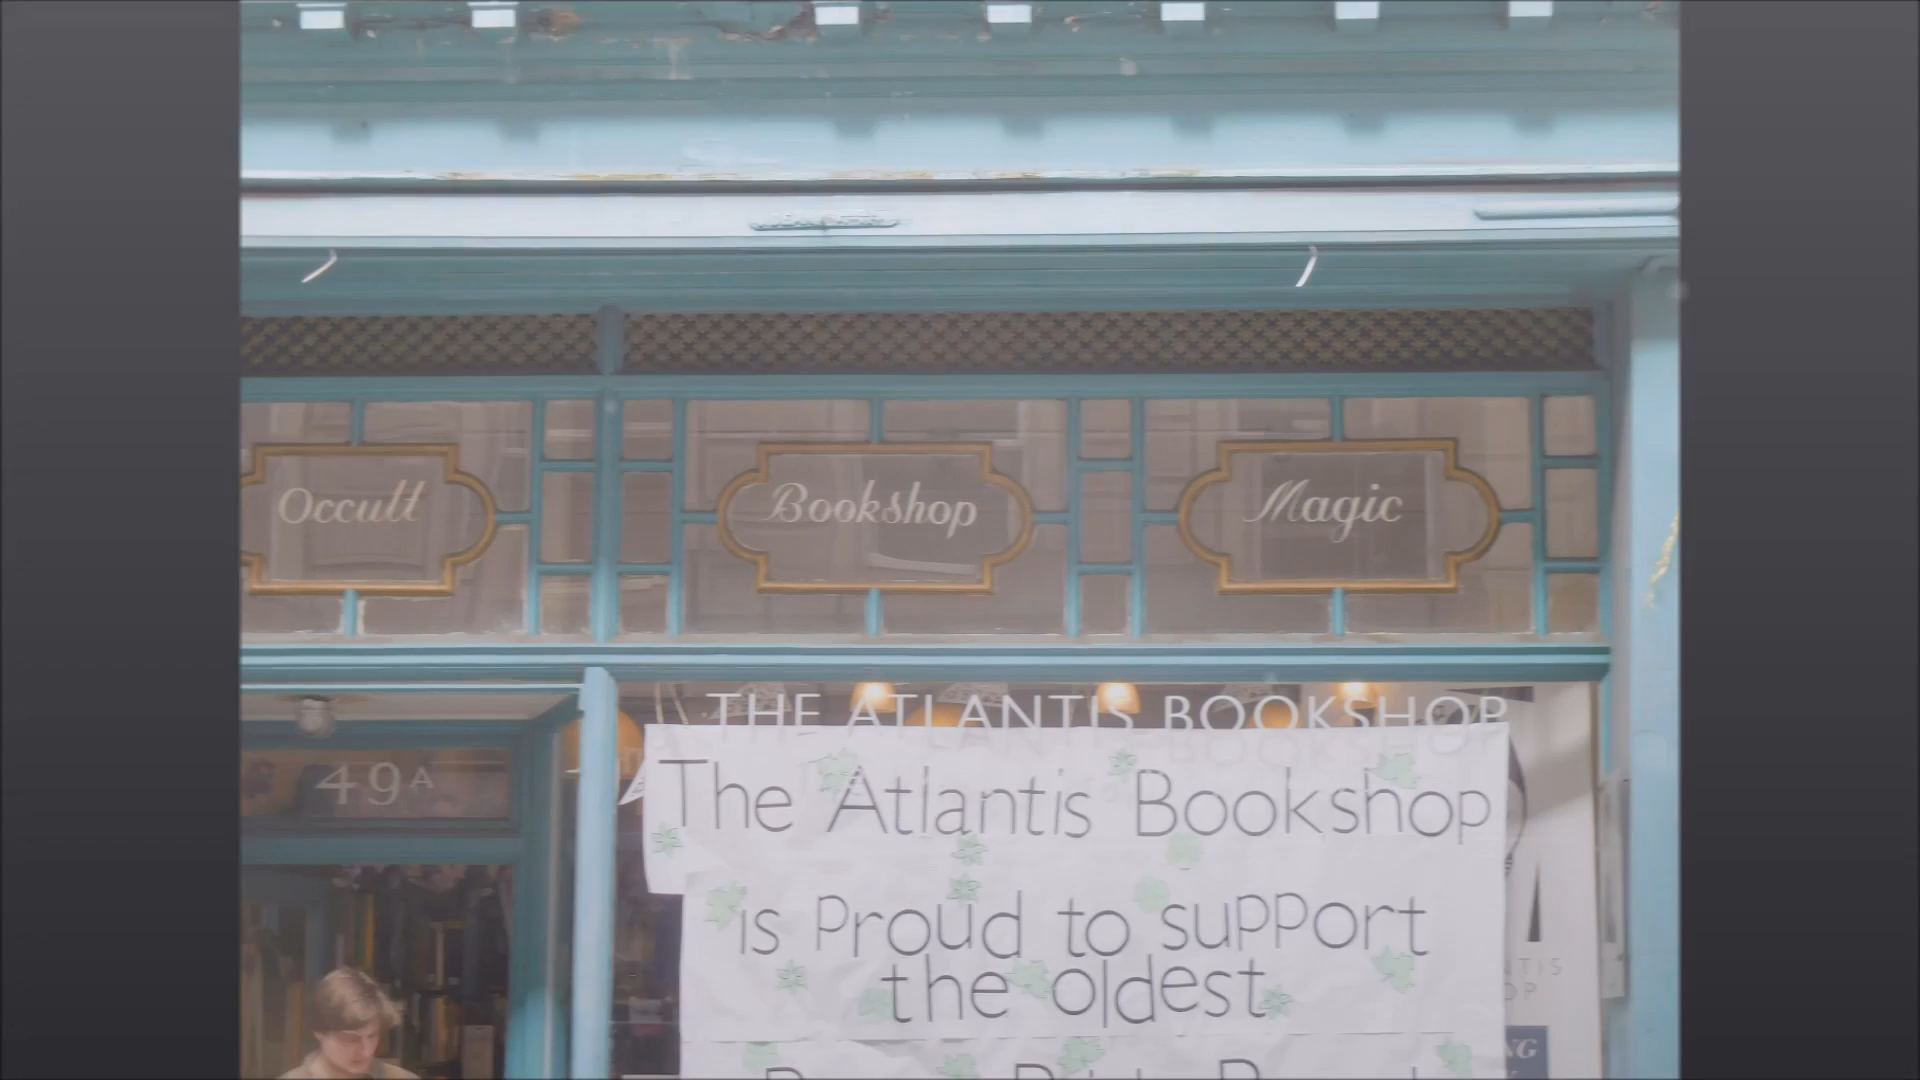 Occult
Bookshop
Magic
THE ATLANTIS BOOKSHOP
49A
The Atlantis Bookshop
is Proud to support
the oldest